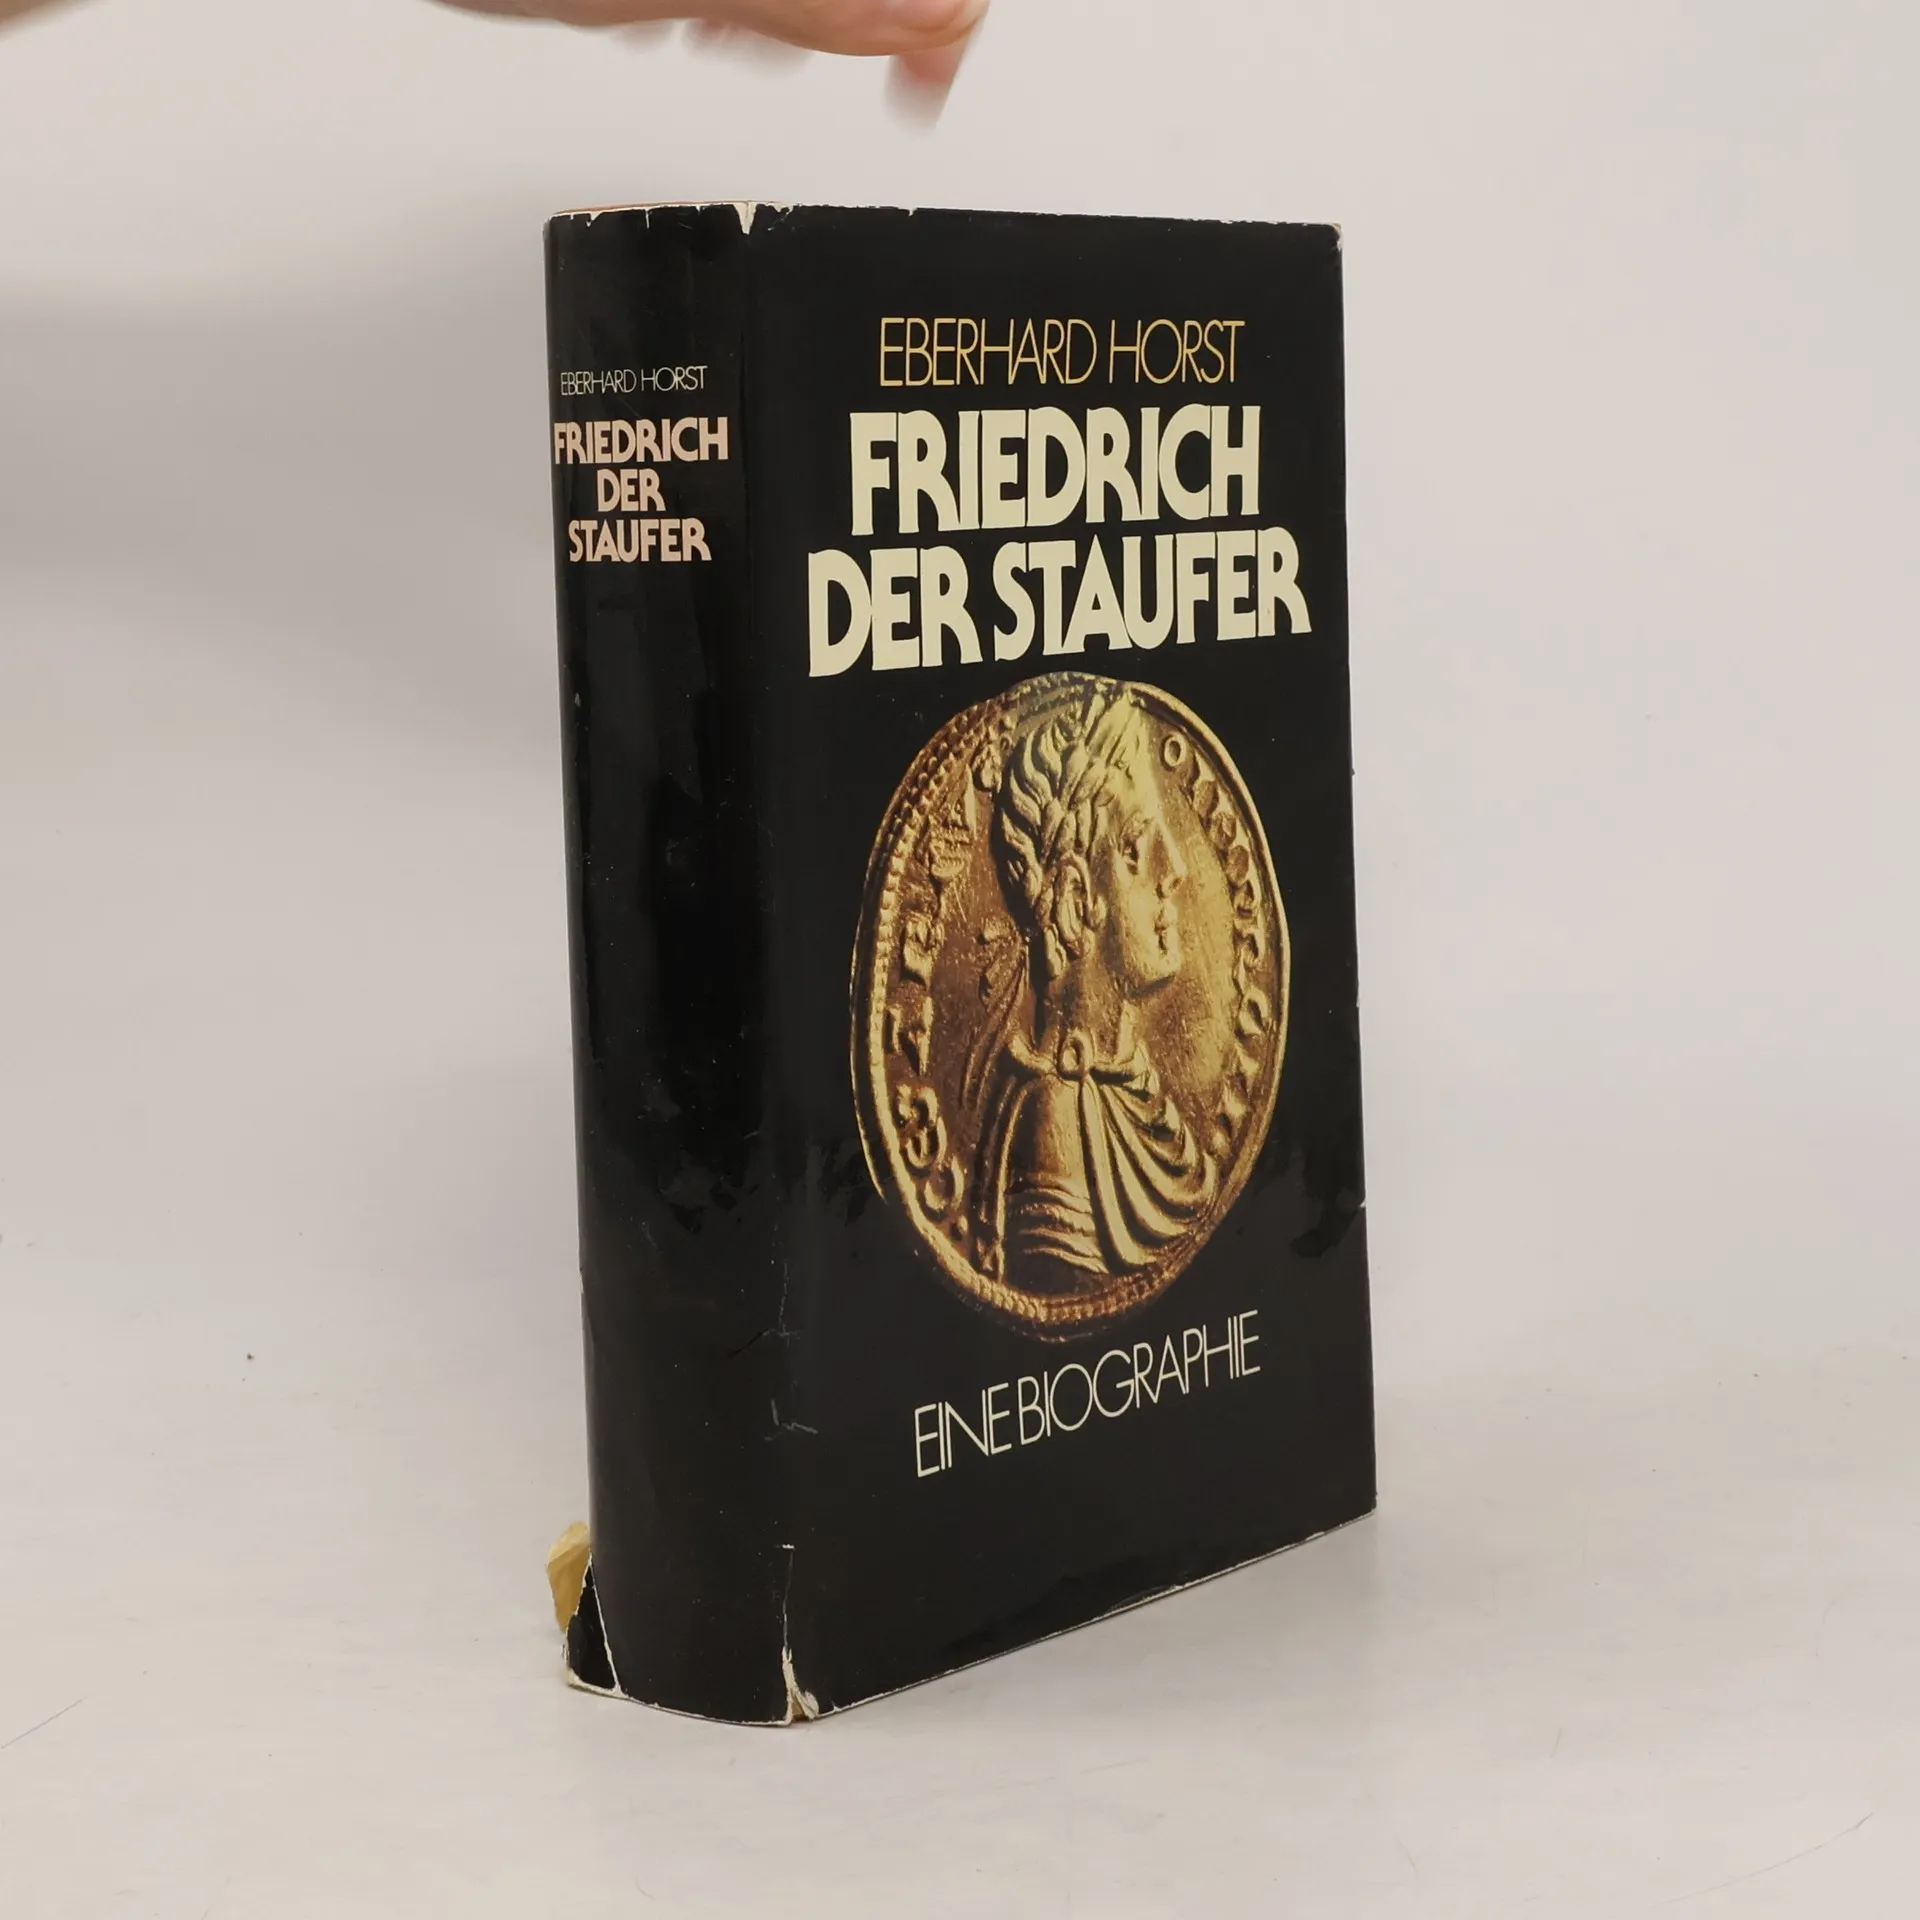 EBERHARD HORST
FRIEDRICH
DER
STAUFER
EBERHARD HORST
FRIEDRICH
DER STAUFER
EINE BIOGRAPHIE